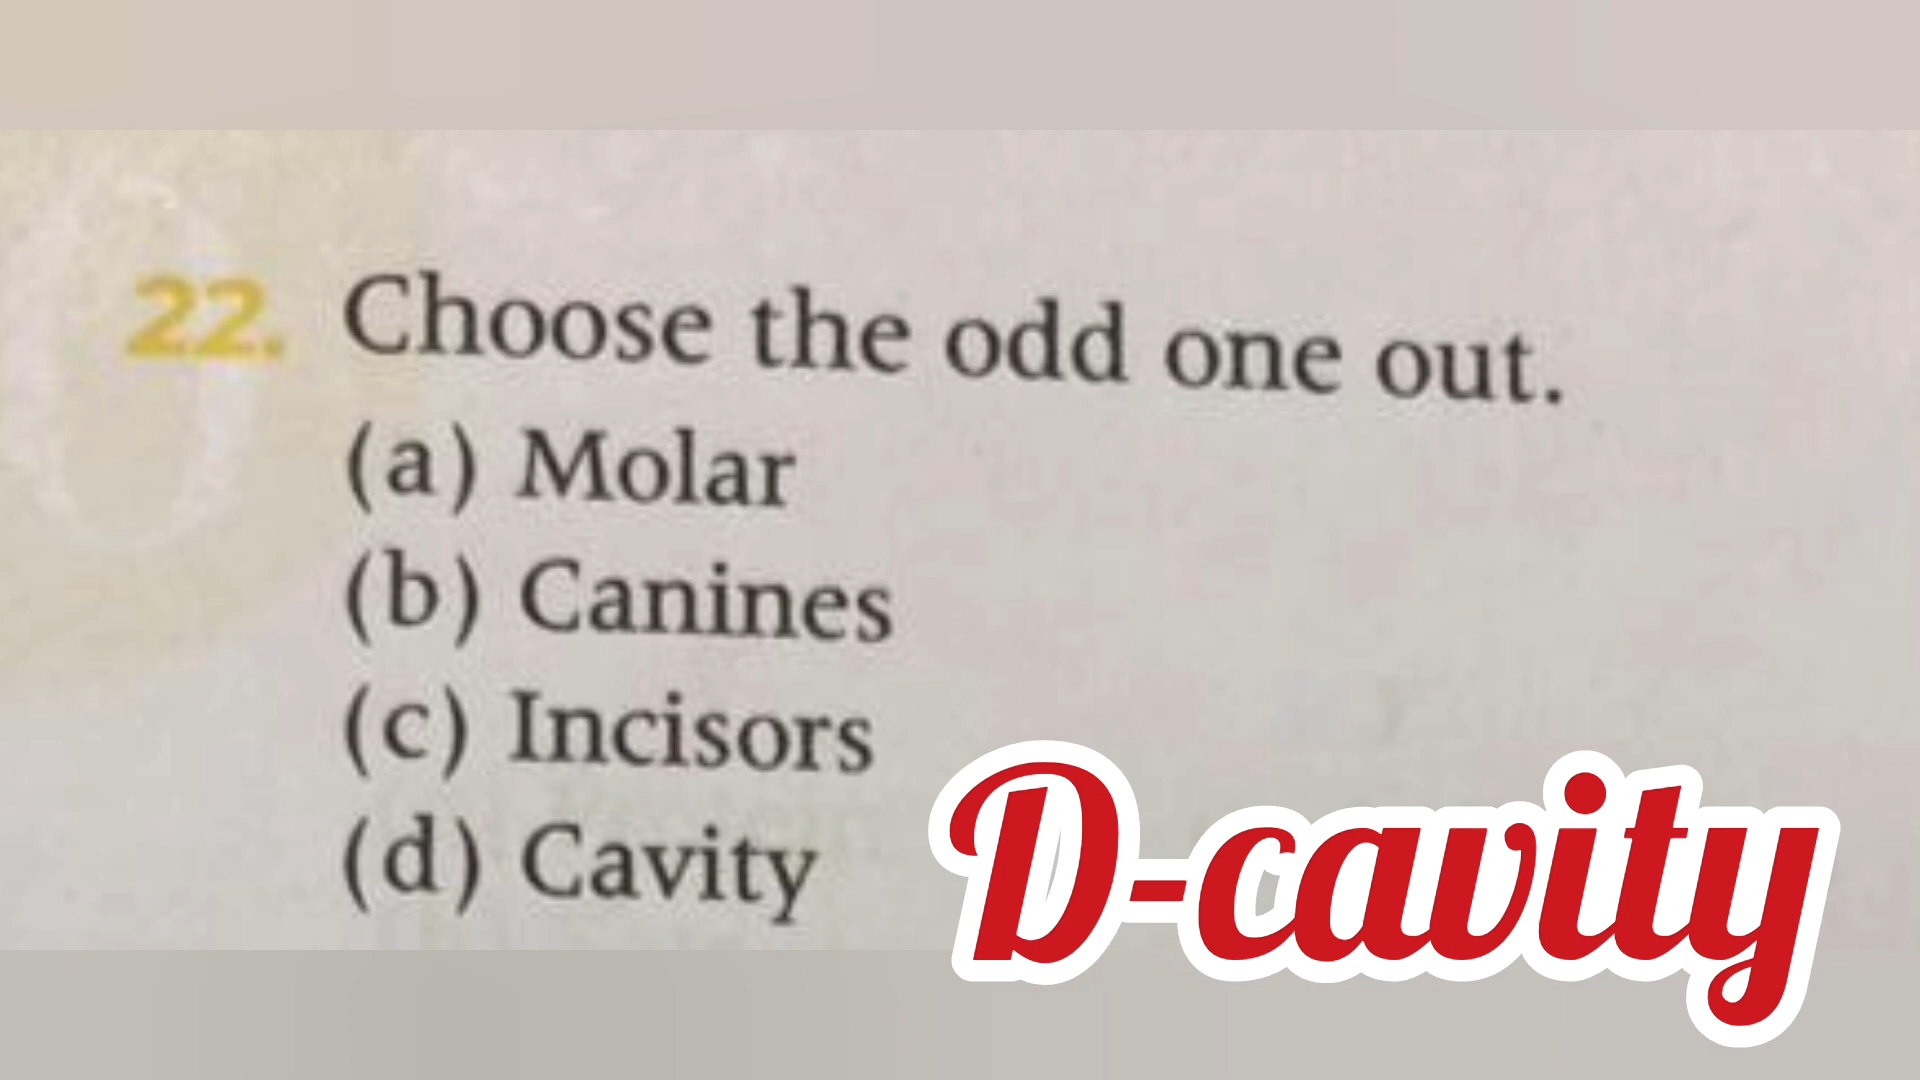 22. Choose the odd one out.
(a) Molar
(b) Canines
(c) Incisors
(d) Cavity
D-cavity